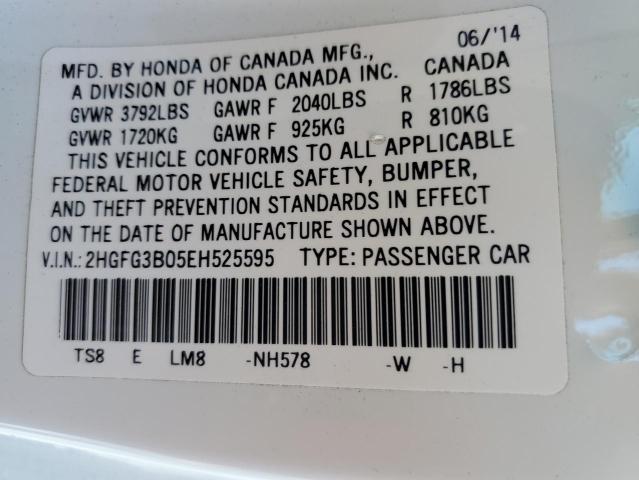 06/'14
MFD. BY HONDA OF CANADA MFG., CANADA
A DIVISION OF HONDA CANADA INC.
GVWR 3792LBS GAWR F 2040LBS R 1786LBS
GVWR 1720KG GAWR F 925KG R 810KG
THIS VEHICLE CONFORMS TO ALL APPLICABLE
FEDERAL MOTOR VEHICLE SAFETY, BUMPER,
AND THEFT PREVENTION STANDARDS IN EFFECT
ON THE DATE OF MANUFACTURE SHOWN ABOVE.
V.I.N.: 2HGFG3B05EH525595 TYPE: PASSENGER CAR
TS8 E LM8 -NH578 -W -H